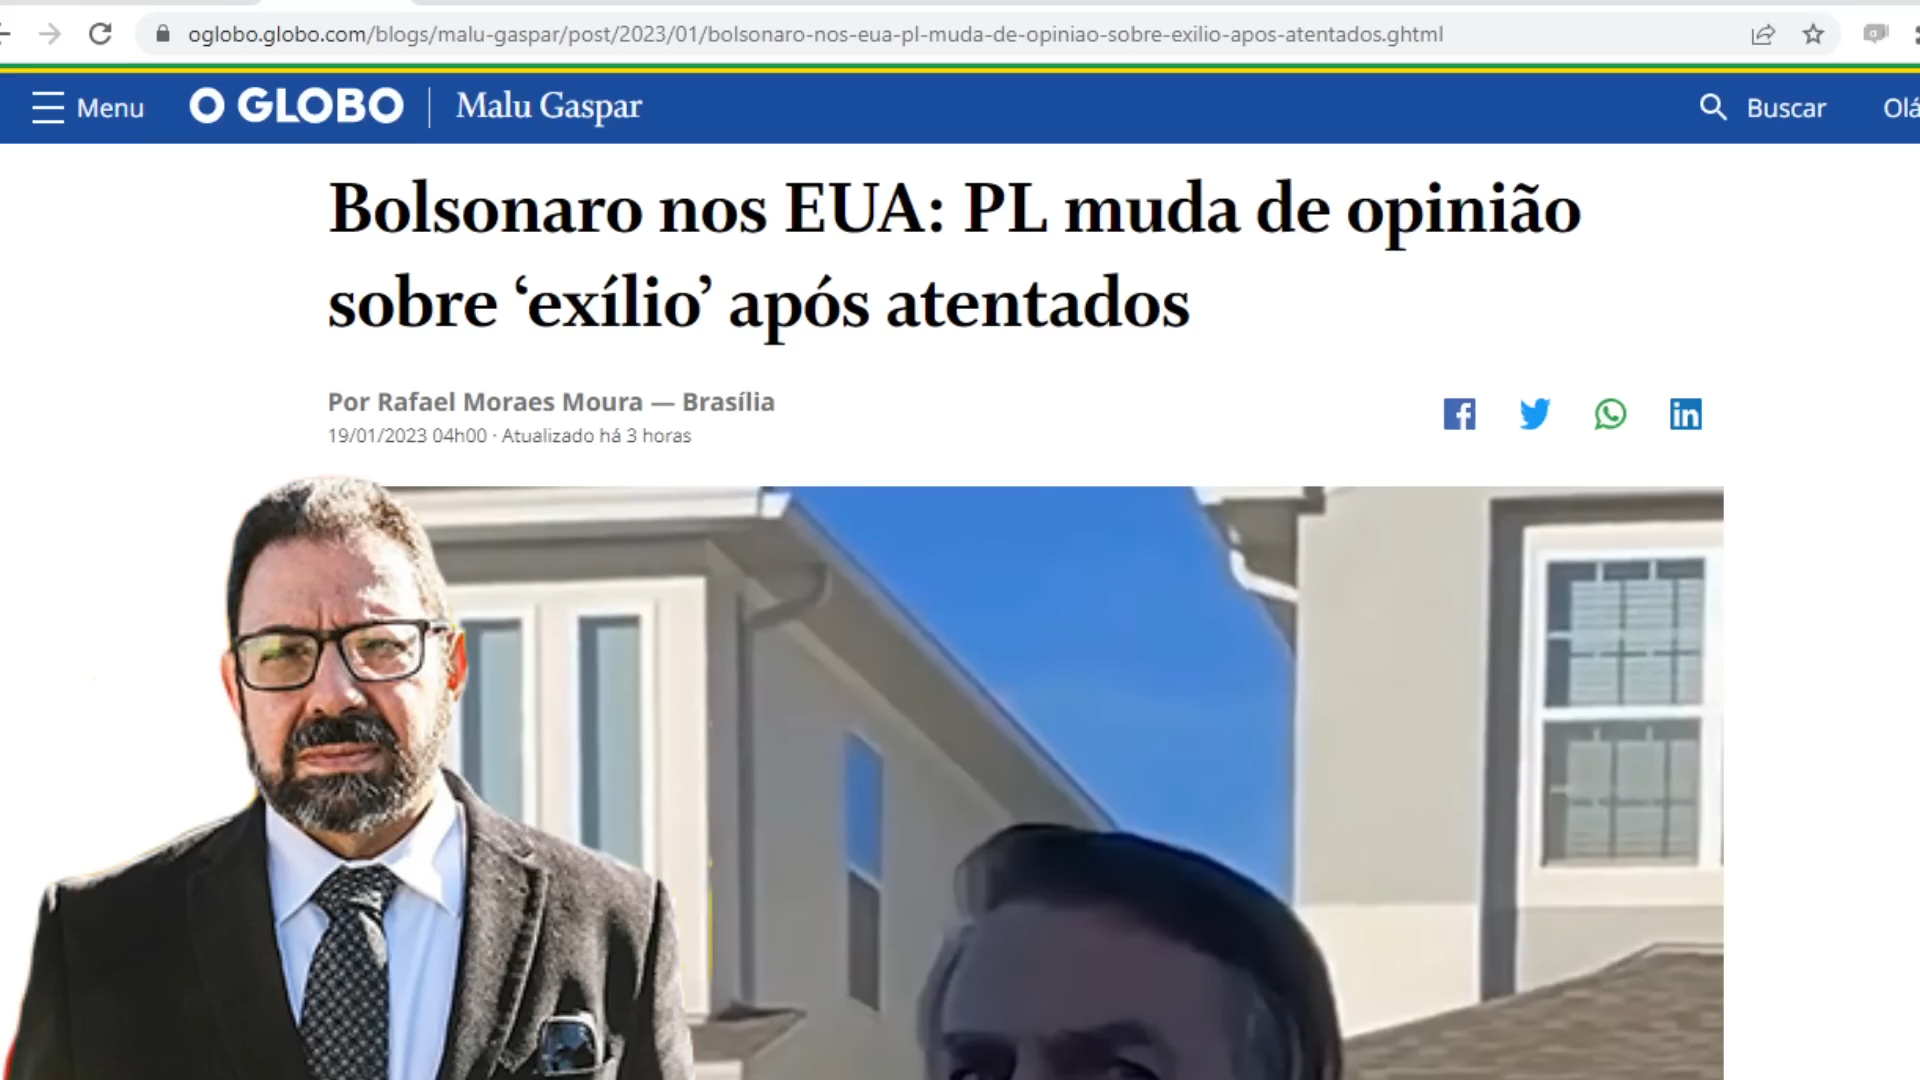 oglobo.globo.com/blogs/malu-gaspar/post/2023/01/bolsonaro-nos-eua-pl-muda-de-opiniao-sobre-exilio-apos-atentados.ghtml
Menu O GLOBO Malu Gaspar Buscar Olá
Bolsonaro nos EUA: PL muda de opinião
sobre ‘exílio’ após atentados
Por Rafael Moraes Moura — Brasília
19/01/2023 04h00 · Atualizado há 3 horas